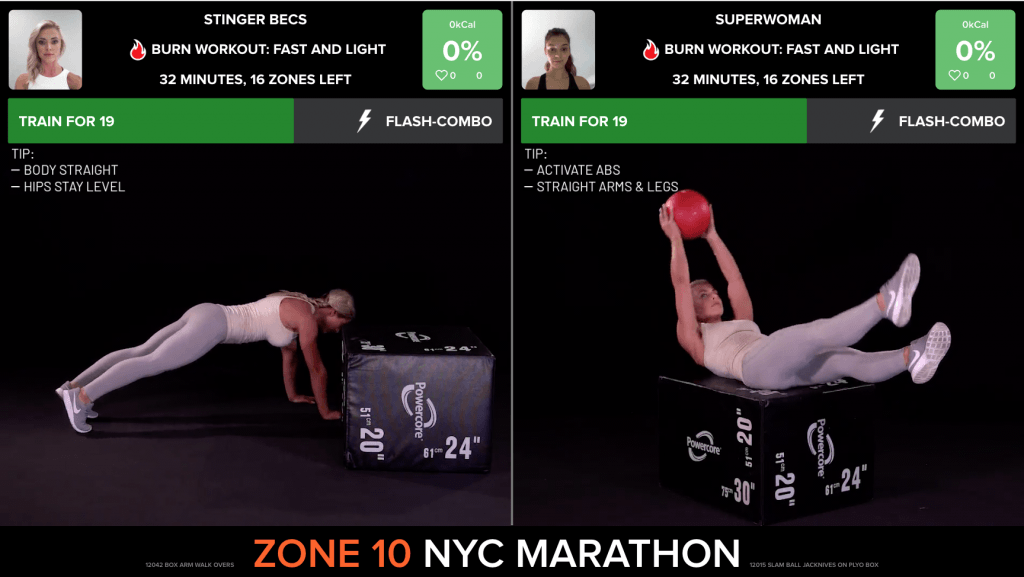 STINGER BECS
BURN WORKOUT: FAST AND LIGHT
32 MINUTES, 16 ZONES LEFT
0kCal
0%
0 0
TRAIN FOR 19
FLASH-COMBO
TIP:
– BODY STRAIGHT
– HIPS STAY LEVEL
61cm 24"
Powercore
51cm 20"
61cm 24"
SUPERWOMAN
BURN WORKOUT: FAST AND LIGHT
32 MINUTES, 16 ZONES LEFT
0kCal
0%
0 0
TRAIN FOR 19
FLASH-COMBO
TIP:
– ACTIVATE ABS
– STRAIGHT ARMS & LEGS
Powercore
51cm 20"
75cm 30"
Powercore
51cm 20"
61cm 24"
12042 BOX ARM WALK OVERS
ZONE 10 NYC MARATHON
12015 SLAM BALL JACKNIVES ON PLYO BOX